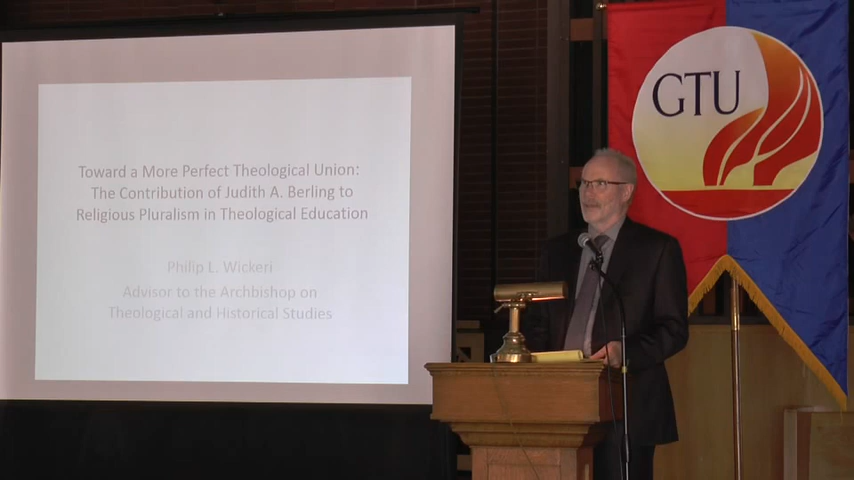 Toward a More Perfect Theological Union:
The Contribution of Judith A. Berling to
Religious Pluralism in Theological Education
Philip L. Wickeri
Advisor to the Archbishop on
Theological and Historical Studies
GTU